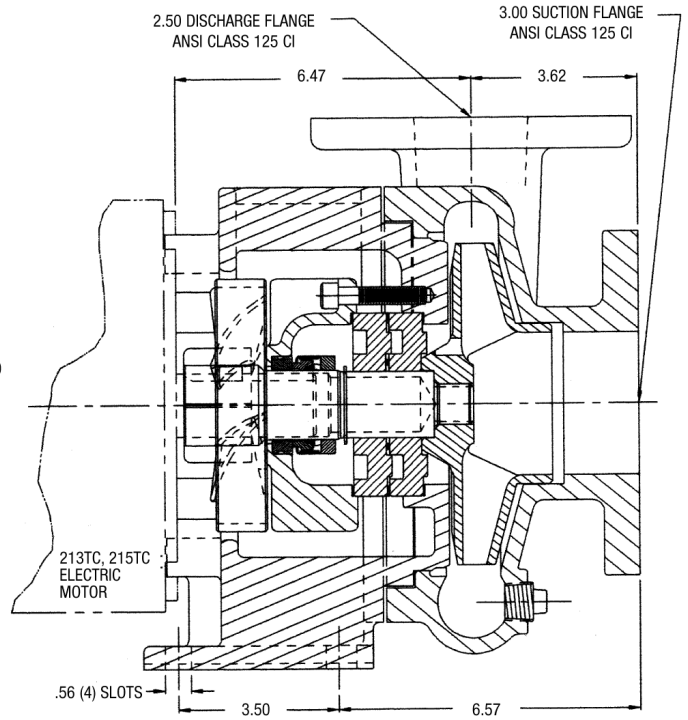 2.50 DISCHARGE FLANGE
ANSI CLASS 125 CI
3.00 SUCTION FLANGE
ANSI CLASS 125 CI
6.47
3.62
213TC, 215TC
ELECTRIC
MOTOR
.56 (4) SLOTS
3.50
6.57